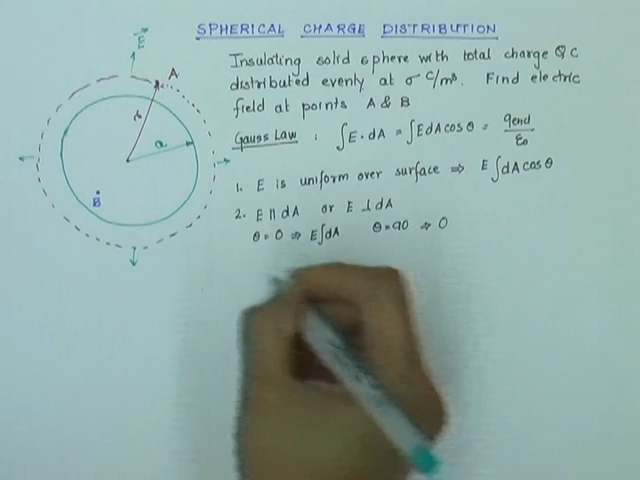 SPHERICAL CHARGE DISTRIBUTION
Insulating solid sphere with total charge Q C
distributed evenly at σ C/m³. Find electric
field at points A & B
Gauss Law : ∫E·dA = ∫E dA cos θ = qend/ε₀
1. E is uniform over surface ⇒ E∫dA cos θ
2. E || dA or E ⊥ dA
θ = 0 ⇒ E∫dA θ = 90 ⇒ 0
E
A
r
a
B